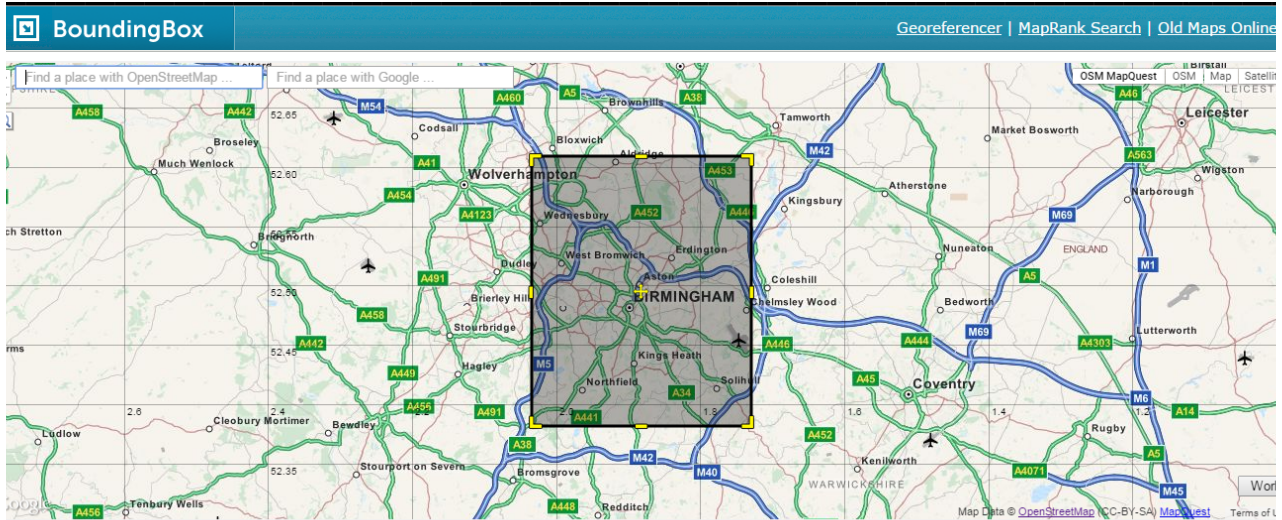 BoundingBox
Georeferencer | MapRank Search | Old Maps Online
Find a place with OpenStreetMap ...
Find a place with Google ...
OSM MapQuest
OSM
Map
Birstall
A46
LEICEST
Leicester
A458
A442
52.65
M54
A460
A5
Brownhills
A38
Codsall
Bloxwich
Tamworth
Market Bosworth
Broseley
Much Wenlock
A41
Aldridge
M42
A563
Wigston
52.60
Wolverhampton
A453
Atherstone
Narborough
A454
A4123
Wednesbury
A452
Kingsbury
M69
ch Stretton
Bridgnorth
Nuneaton
ENGLAND
Dudley
West Bromwich
Erdington
M1
A491
Aston
Coleshill
A5
52.50
Brierley Hill
BIRMINGHAM
Chelmsley Wood
Bedworth
A458
Stourbridge
M69
Lutterworth
A442
A446
A444
A4303
rms
52.45
Kings Heath
Hagley
M5
A449
Northfield
A34
Solihull
A45
Coventry
M6
2.6
2.4
A456
A491
A441
1.8
1.6
1.4
1.2
A14
Cleobury Mortimer
Bewdley
Rugby
Ludlow
A38
A452
A5
M42
Kenilworth
52.35
Stourport on Severn
Bromsgrove
M40
A4071
WARWICKSHIRE
M45
Tenbury Wells
A456
A448
Redditch
Map Data © OpenStreetMap (CC-BY-SA) MapQuest
Terms of